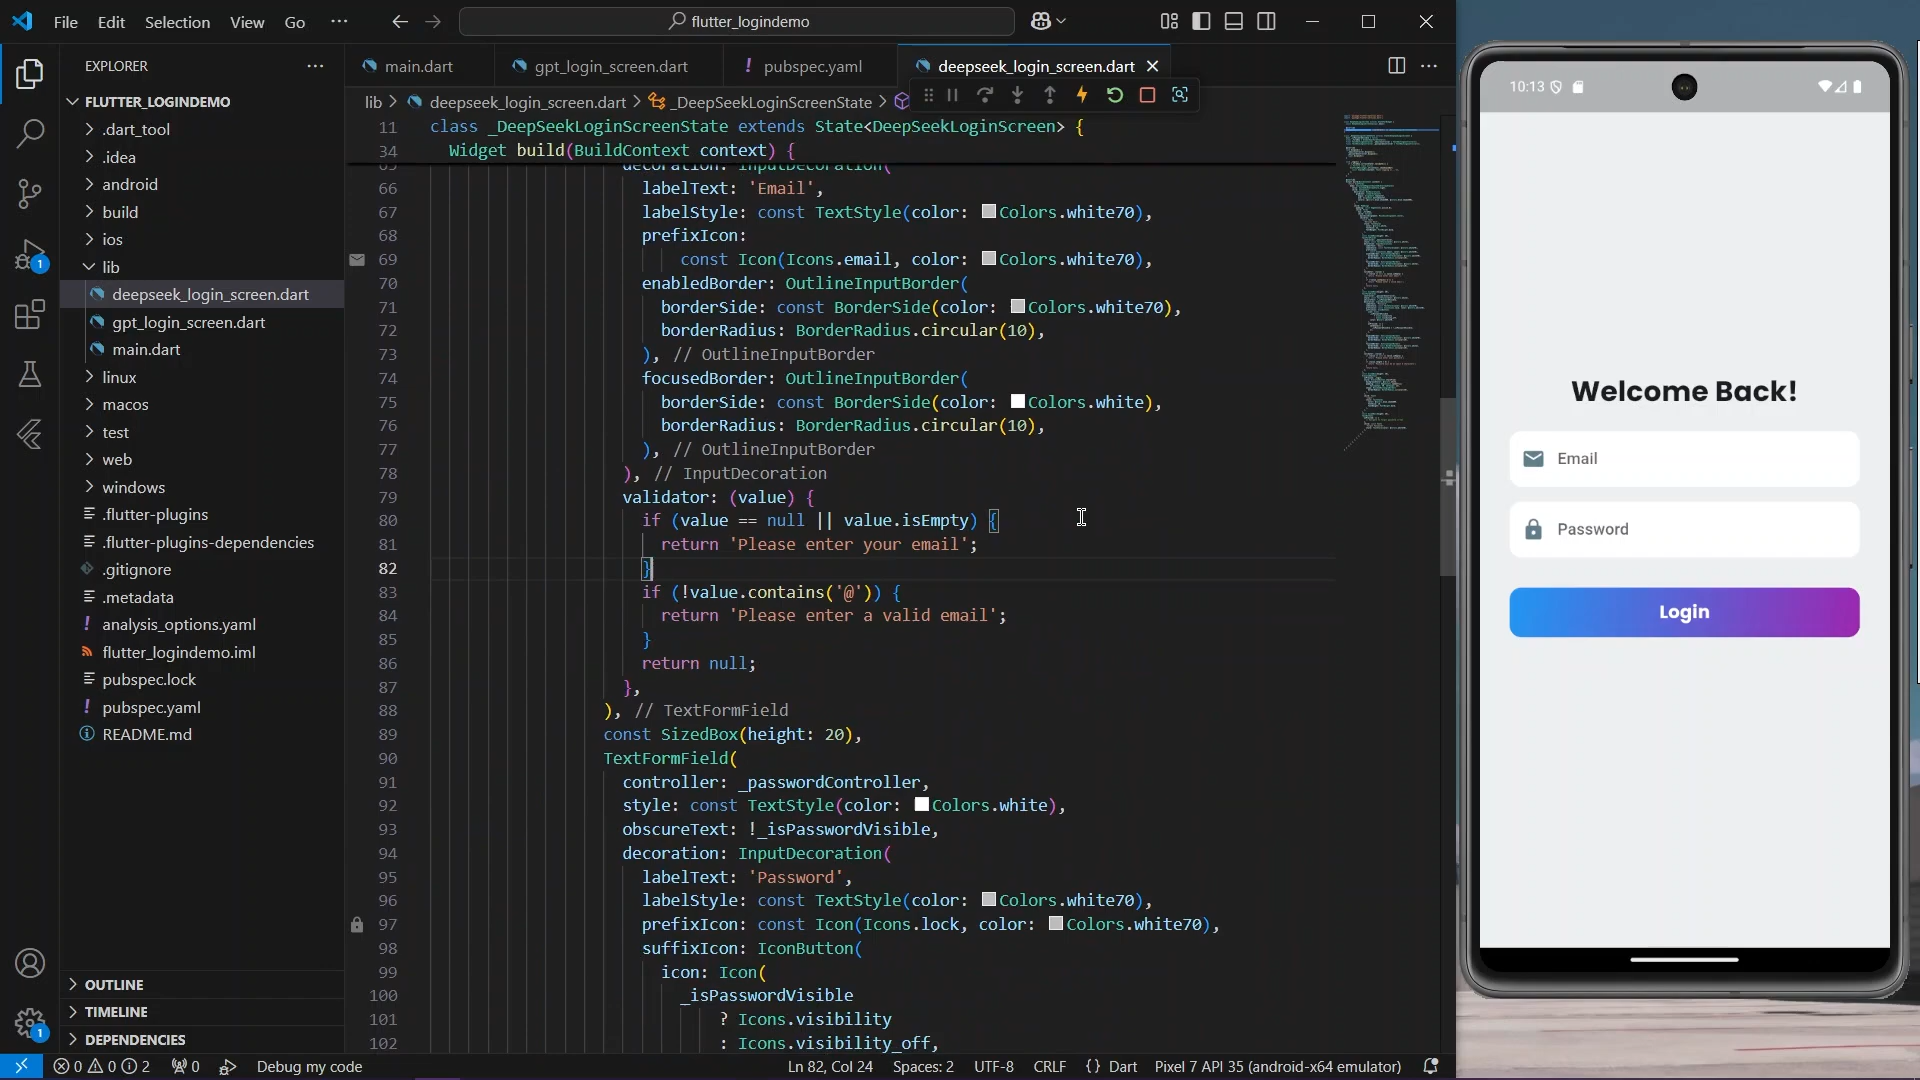 File Edit Selection View Go ··· flutter_logindemo
EXPLORER
FLUTTER_LOGINDEMO
.dart_tool
.idea
android
build
ios
lib
deepseek_login_screen.dart
gpt_login_screen.dart
main.dart
linux
macos
test
web
windows
.flutter-plugins
.flutter-plugins-dependencies
.gitignore
.metadata
analysis_options.yaml
flutter_logindemo.iml
pubspec.lock
pubspec.yaml
README.md
OUTLINE
TIMELINE
DEPENDENCIES
1
1
main.dart gpt_login_screen.dart pubspec.yaml deepseek_login_screen.dart
lib > deepseek_login_screen.dart > _DeepSeekLoginScreenState >
11 class _DeepSeekLoginScreenState extends State<DeepSeekLoginScreen> {
34 Widget build(BuildContext context) {
decoration: InputDecoration(
66 labelText: 'Email',
67 labelStyle: const TextStyle(color: Colors.white70),
68 prefixIcon:
69 const Icon(Icons.email, color: Colors.white70),
70 enabledBorder: OutlineInputBorder(
71 borderSide: const BorderSide(color: Colors.white70),
72 borderRadius: BorderRadius.circular(10),
73 ), // OutlineInputBorder
74 focusedBorder: OutlineInputBorder(
75 borderSide: const BorderSide(color: Colors.white),
76 borderRadius: BorderRadius.circular(10),
77 ), // OutlineInputBorder
78 ), // InputDecoration
79 validator: (value) {
80 if (value == null || value.isEmpty) {
81 return 'Please enter your email';
82 }
83 if (!value.contains('@')) {
84 return 'Please enter a valid email';
85 }
86 return null;
87 },
88 ), // TextFormField
89 const SizedBox(height: 20),
90 TextFormField(
91 controller: _passwordController,
92 style: const TextStyle(color: Colors.white),
93 obscureText: !_isPasswordVisible,
94 decoration: InputDecoration(
95 labelText: 'Password',
96 labelStyle: const TextStyle(color: Colors.white70),
97 prefixIcon: const Icon(Icons.lock, color: Colors.white70),
98 suffixIcon: IconButton(
99 icon: Icon(
100 _isPasswordVisible
101 ? Icons.visibility
102 : Icons.visibility_off,
0 0 2 0 Debug my code Ln 82, Col 24 Spaces: 2 UTF-8 CRLF {} Dart Pixel 7 API 35 (android-x64 emulator)
10:13
Welcome Back!
Email
Password
Login